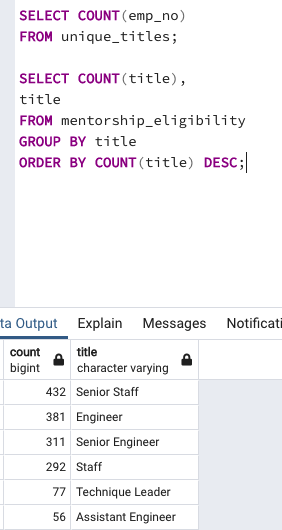 SELECT COUNT(emp_no)
FROM unique_titles;
SELECT COUNT(title),
title
FROM mentorship_eligibility
GROUP BY title
ORDER BY COUNT(title) DESC;
ta Output Explain Messages Notificati
count title
bigint character varying
432 Senior Staff
381 Engineer
311 Senior Engineer
292 Staff
77 Technique Leader
56 Assistant Engineer